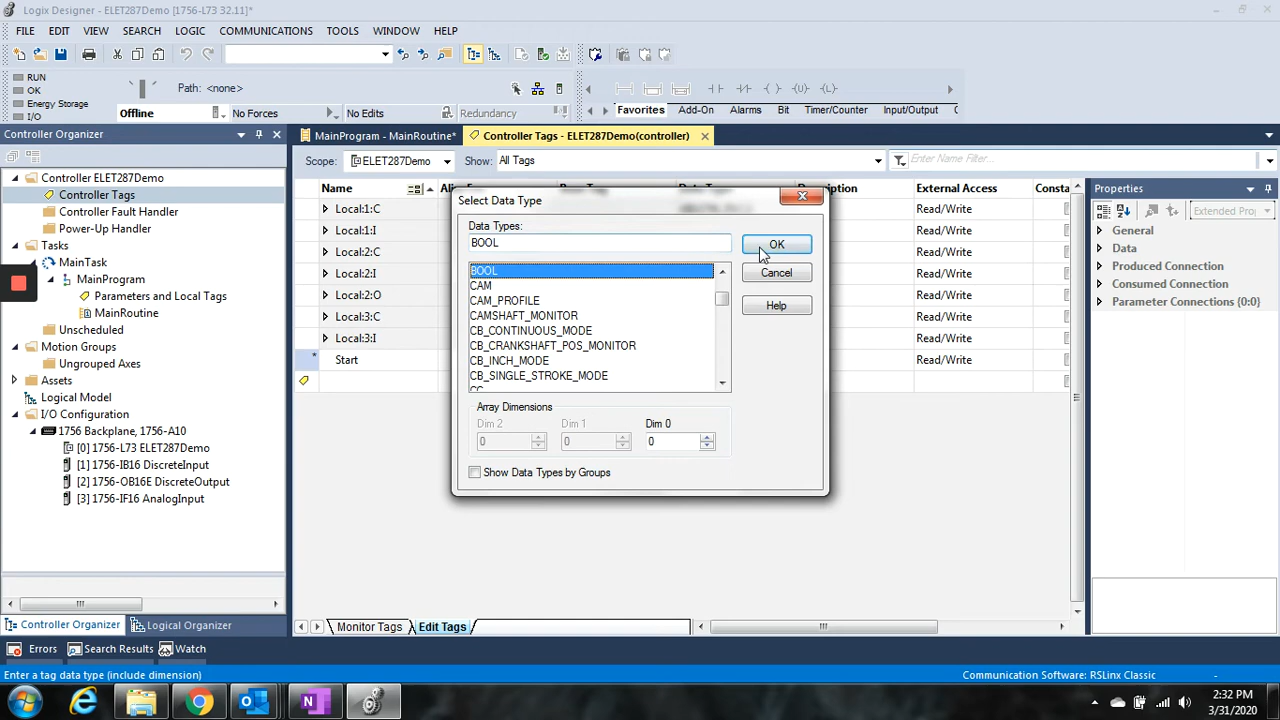 Logix Designer - ELET287Demo [1756-L73 32.11]*
FILE EDIT VIEW SEARCH LOGIC COMMUNICATIONS TOOLS WINDOW HELP
RUN
OK
Energy Storage
I/O
Path: <none>
Offline No Forces No Edits Redundancy
Favorites Add-On Alarms Bit Timer/Counter Input/Output
Controller Organizer
MainProgram - MainRoutine* Controller Tags - ELET287Demo(controller)
Scope: ELET287Demo Show: All Tags Enter Name Filter...
Controller ELET287Demo
Controller Tags
Controller Fault Handler
Power-Up Handler
Tasks
MainTask
MainProgram
Parameters and Local Tags
MainRoutine
Unscheduled
Motion Groups
Ungrouped Axes
Assets
Logical Model
I/O Configuration
1756 Backplane, 1756-A10
[0] 1756-L73 ELET287Demo
[1] 1756-IB16 DiscreteInput
[2] 1756-OB16E DiscreteOutput
[3] 1756-IF16 AnalogInput
Controller Organizer Logical Organizer
Name External Access Consta
Local:1:C Read/Write
Local:1:I Read/Write
Local:2:C Read/Write
Local:2:I Read/Write
Local:2:O Read/Write
Local:3:C Read/Write
Local:3:I Read/Write
* Start Read/Write
Monitor Tags Edit Tags
Select Data Type
Data Types:
BOOL
OK
Cancel
Help
BOOL
CAM
CAM_PROFILE
CAMSHAFT_MONITOR
CB_CONTINUOUS_MODE
CB_CRANKSHAFT_POS_MONITOR
CB_INCH_MODE
CB_SINGLE_STROKE_MODE
Array Dimensions
Dim 2 Dim 1 Dim 0
0 0 0
Show Data Types by Groups
Properties
Extended Prop
General
Data
Produced Connection
Consumed Connection
Parameter Connections {0:0}
Errors Search Results Watch
Enter a tag data type (include dimension) Communication Software: RSLinx Classic
2:32 PM
3/31/2020